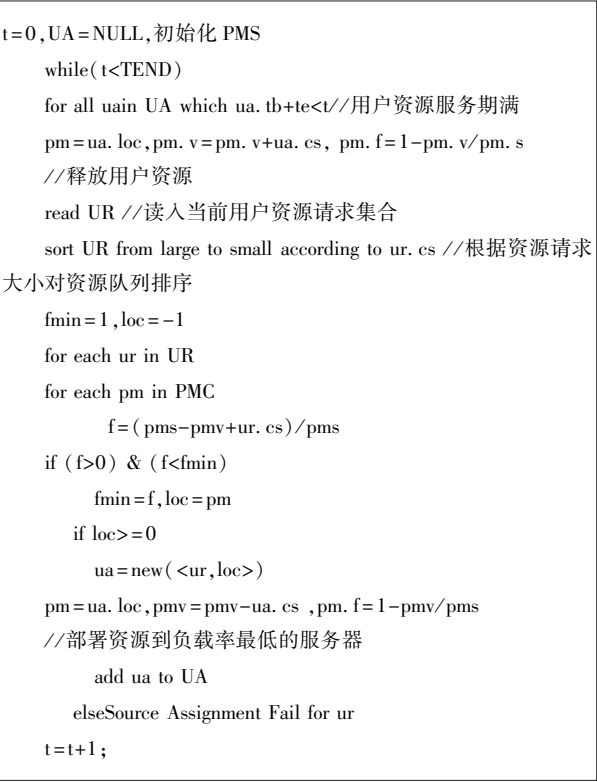 t=0,UA=NULL,初始化 PMS
while(t<TEND)
for all uain UA which ua. tb+te<t//用户资源服务期满
pm=ua. loc,pm. v=pm. v+ua. cs, pm. f=1-pm. v/pm. s
//释放用户资源
read UR //读入当前用户资源请求集合
sort UR from large to small according to ur. cs //根据资源请求
大小对资源队列排序
fmin=1,loc=-1
for each ur in UR
for each pm in PMC
f=(pms-pmv+ur. cs)/pms
if (f>0) & (f<fmin)
fmin=f,loc=pm
if loc>=0
ua=new(<ur,loc>)
pm=ua. loc,pmv=pmv-ua. cs ,pm. f=1-pmv/pms
//部署资源到负载率最低的服务器
add ua to UA
elseSource Assignment Fail for ur
t=t+1;